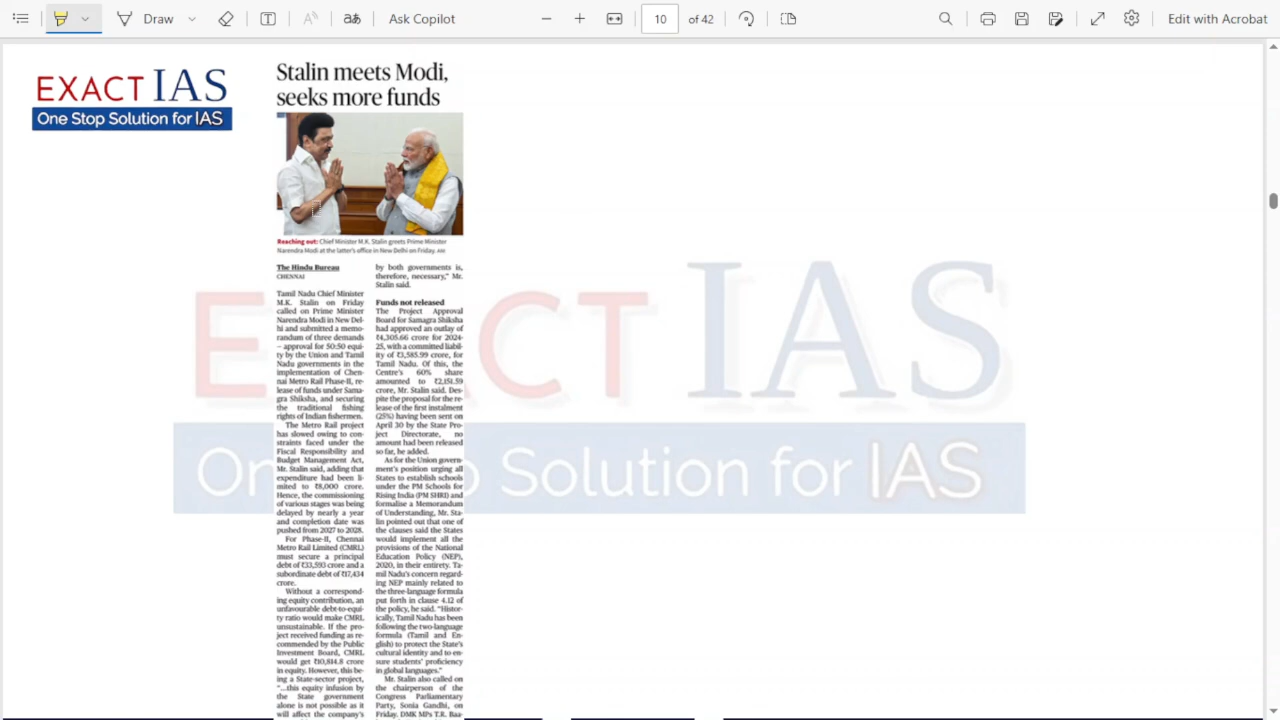 Draw
Ask Copilot
10 of 42
Edit with Acrobat
EXACT IAS
One Stop Solution for IAS
Stalin meets Modi,
seeks more funds
Reaching out: Chief Minister M.K. Stalin greets Prime Minister
Narendra Modi at the latter's office in New Delhi on Friday. ANI
The Hindu Bureau
CHENNAI
Tamil Nadu Chief Minister
M.K. Stalin on Friday
called on Prime Minister
Narendra Modi in New Del-
hi and submitted a memo-
randum of three demands
– approval for 50:50 equi-
ty by the Union and Tamil
Nadu governments in the
implementation of Chen-
nai Metro Rail Phase-II, re-
lease of funds under Sama-
gra Shiksha, and securing
the traditional fishing
rights of Indian fishermen.
The Metro Rail project
has slowed owing to con-
straints faced under the
Fiscal Responsibility and
Budget Management Act,
Mr. Stalin said, adding that
expenditure had been li-
mited to ₹8,000 crore.
Hence, the commissioning
of various stages was being
delayed by nearly a year
and completion date was
pushed from 2027 to 2028.
For Phase-II, Chennai
Metro Rail Limited (CMRL)
must secure a principal
debt of ₹33,593 crore and a
subordinate debt of ₹17,434
crore.
Without a correspond-
ing equity contribution, an
unfavourable debt-to-equi-
ty ratio would make CMRL
unsustainable. If the pro-
ject received funding as re-
commended by the Public
Investment Board, CMRL
would get ₹10,814.8 crore
in equity. However, this be-
ing a State-sector project,
"...this equity infusion by
the State government
alone is not possible as it
will affect the company's
by both governments is,
therefore, necessary," Mr.
Stalin said.
Funds not released
The Project Approval
Board for Samagra Shiksha
had approved an outlay of
₹4,305.66 crore for 2024-
25, with a committed liabil-
ity of ₹3,585.99 crore, for
Tamil Nadu. Of this, the
Centre's 60% share
amounted to ₹2,151.59
crore, Mr. Stalin said. Des-
pite the proposal for the re-
lease of the first instalment
(25%) having been sent on
April 30 by the State Pro-
ject Directorate, no
amount had been released
so far, he added.
As for the Union govern-
ment's position urging all
States to establish schools
under the PM Schools for
Rising India (PM SHRI) and
formalise a Memorandum
of Understanding, Mr. Sta-
lin pointed out that one of
the clauses said the States
would implement all the
provisions of the National
Education Policy (NEP),
2020, in their entirety. Ta-
mil Nadu's concern regard-
ing NEP mainly related to
the three-language formula
put forth in clause 4.12 of
the policy, he said. "Histor-
ically, Tamil Nadu has been
following the two-language
formula (Tamil and En-
glish) to protect the State's
cultural identity and to en-
sure students' proficiency
in global languages."
Mr. Stalin also called on
the chairperson of the
Congress Parliamentary
Party, Sonia Gandhi, on
Friday. DMK MPs T.R. Baa-
EXACT IAS
One Stop Solution for IAS